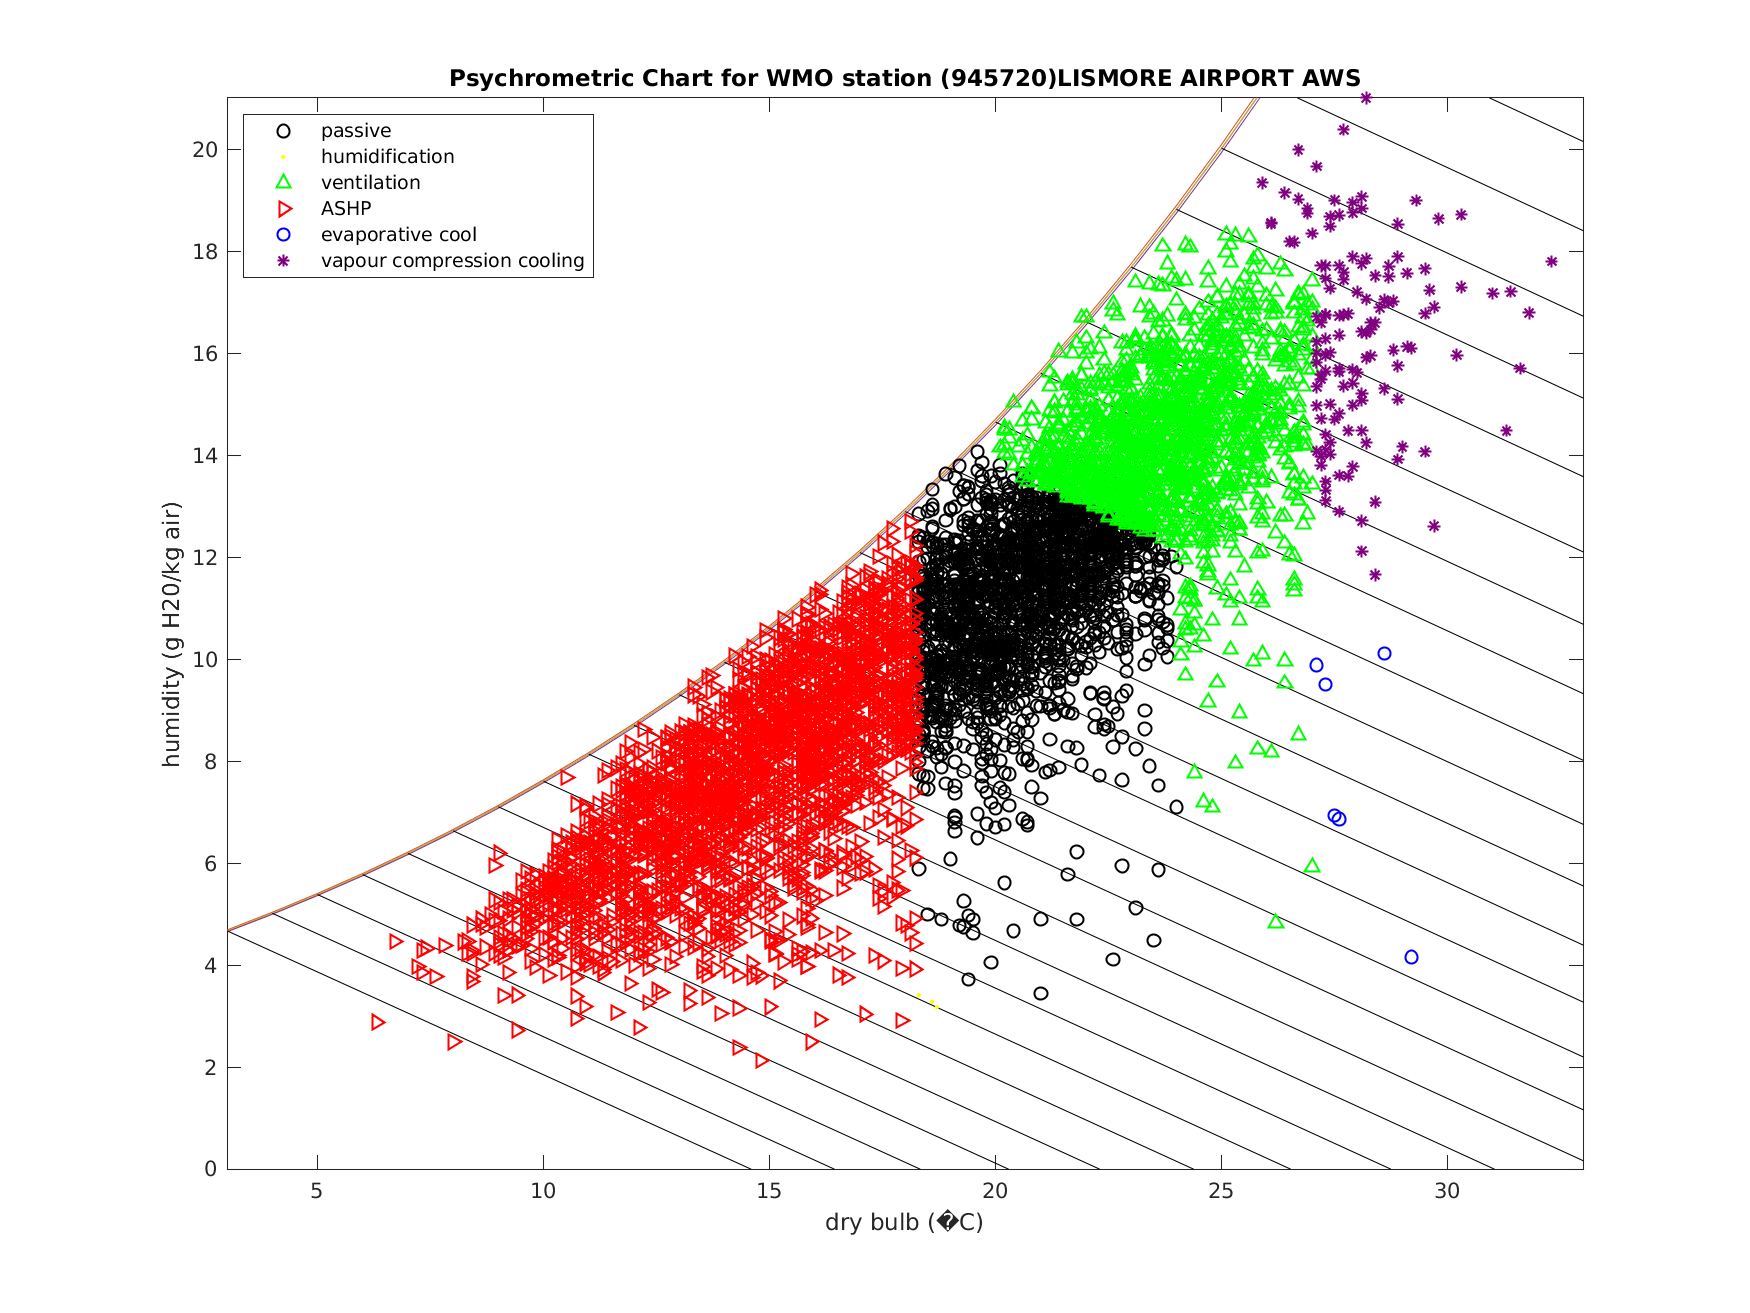 Psychrometric Chart for WMO station (945720)LISMORE AIRPORT AWS
passive
humidification
ventilation
ASHP
evaporative cool
vapour compression cooling
humidity (g H20/kg air)
20
18
16
14
12
10
8
6
4
2
0
5 10 15 20 25 30
dry bulb (�C)